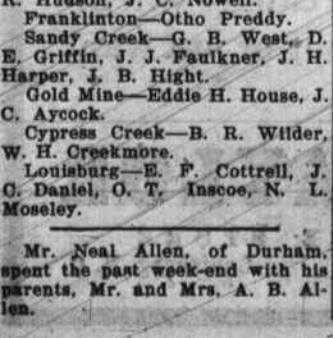 R. Hudson, J. C. Nowell.
Franklinton—Otho Preddy.
Sandy Creek—G. B. West, D.
E. Griffin, J. J. Faulkner, J. H.
Harper, J. B. Hight.
Gold Mine—Eddie H. House, J.
C. Aycock.
Cypress Creek—B. R. Wilder,
W. H. Creekmore.
Louisburg—E. F. Cottrell, J.
C. Daniel, O. T. Inscoe, N. L.
Moseley.
Mr. Neal Allen, of Durham,
spent the past week-end with his
parents, Mr. and Mrs. A. B. Al-
len.